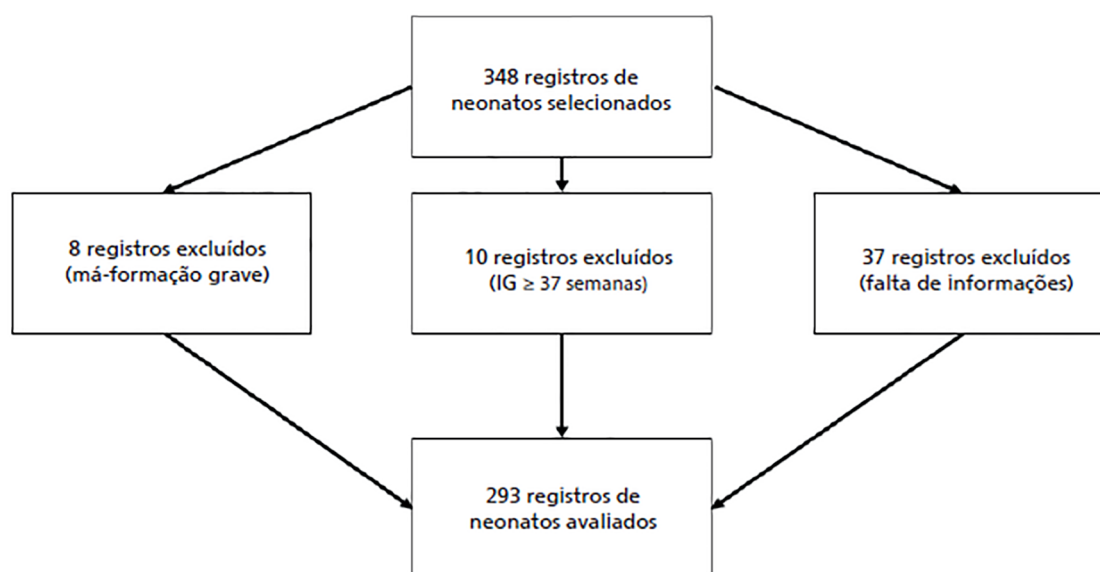 348 registros de
neonatos selecionados
8 registros excluídos
(má-formação grave)
10 registros excluídos
(IG ≥ 37 semanas)
37 registros excluídos
(falta de informações)
293 registros de
neonatos avaliados